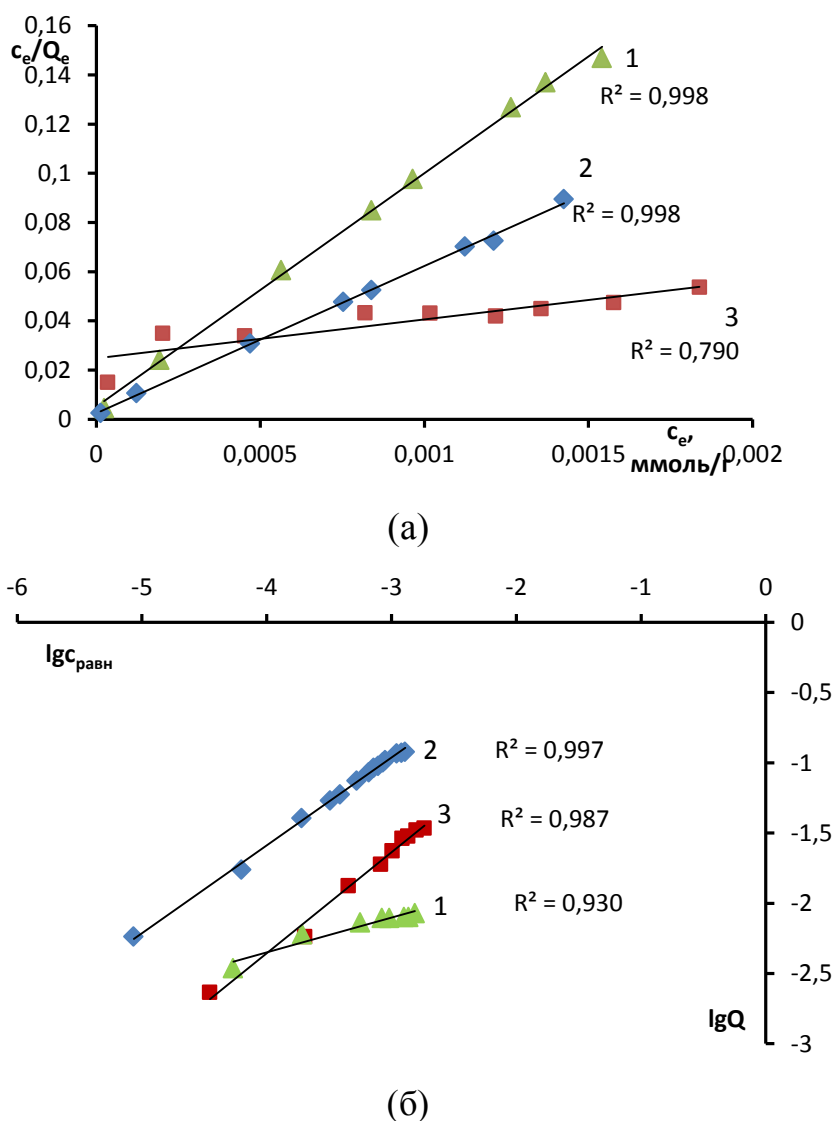 0,16
cₑ/Qₑ
0,14
0,12
0,1
0,08
0,06
0,04
0,02
0
1
R² = 0,998
2
R² = 0,998
3
R² = 0,790
0 0,0005 0,001 0,0015 0,002
cₑ,
ммоль/г
(а)
-6 -5 -4 -3 -2 -1 0
lgcравн
0
-0,5
-1
-1,5
-2
-2,5
-3
2 R² = 0,997
3 R² = 0,987
1 R² = 0,930
lgQ
(б)